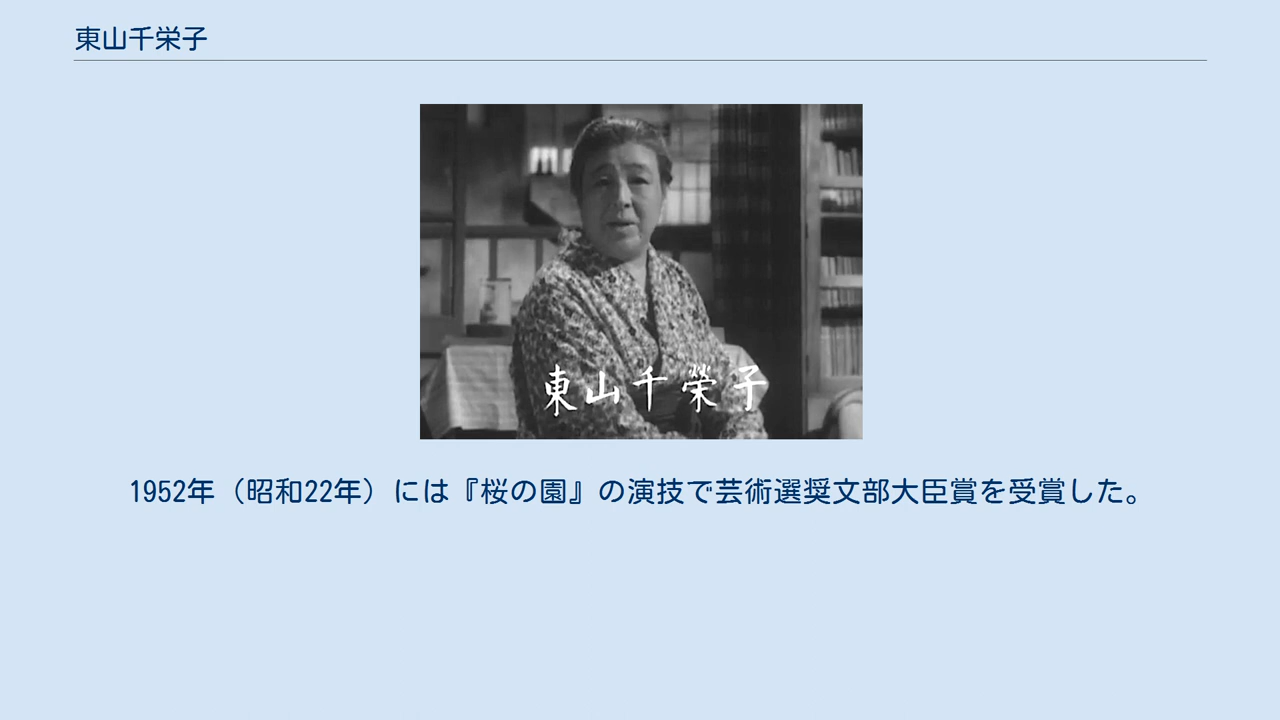 東山千栄子
東山千榮子
1952年（昭和22年）には『桜の園』の演技で芸術選奨文部大臣賞を受賞した。